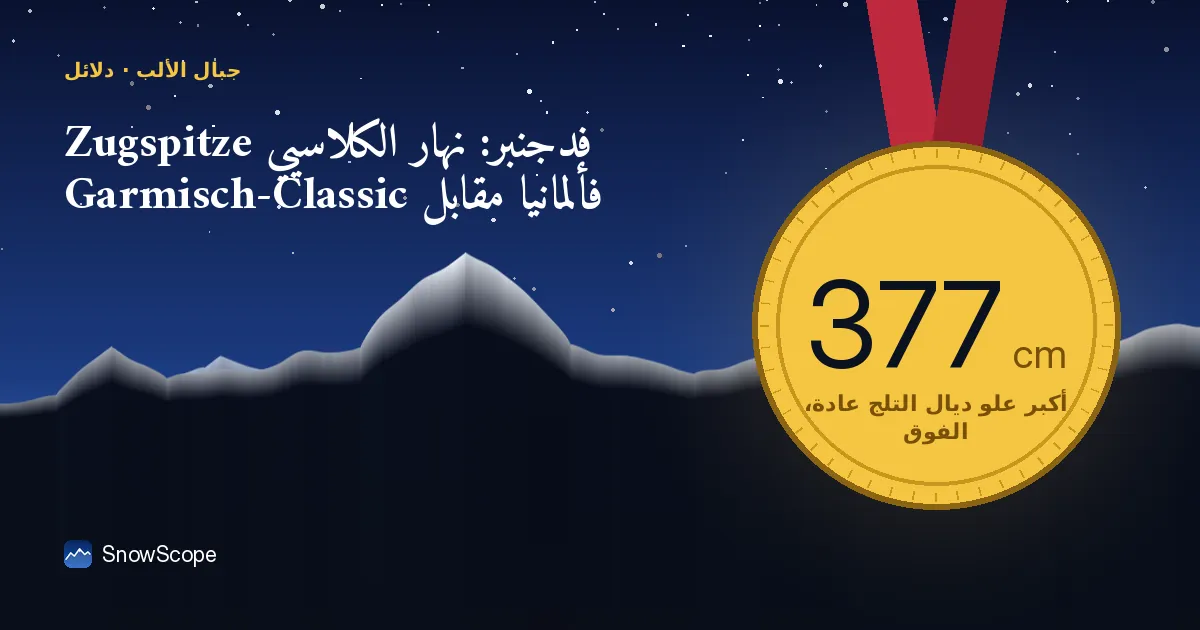 جبال الألب · دلائل
فدجنبر: نهار الكلاسيي Zugspitze
فألمانيا مقابل Garmisch-Classic
377 cm
أكبر علو ديال التلج عادة،
الفوق
SnowScope